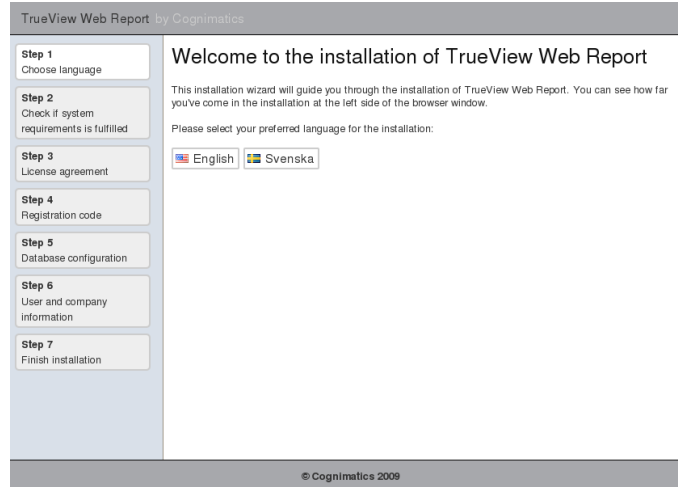 TrueView Web Report by Cognimatics
Step 1
Choose language
Step 2
Check if system
requirements is fulfilled
Step 3
License agreement
Step 4
Registration code
Step 5
Database configuration
Step 6
User and company
information
Step 7
Finish installation
Welcome to the installation of TrueView Web Report
This installation wizard will guide you through the installation of TrueView Web Report. You can see how far
you've come in the installation at the left side of the browser window.
Please select your preferred language for the installation:
English Svenska
© Cognimatics 2009